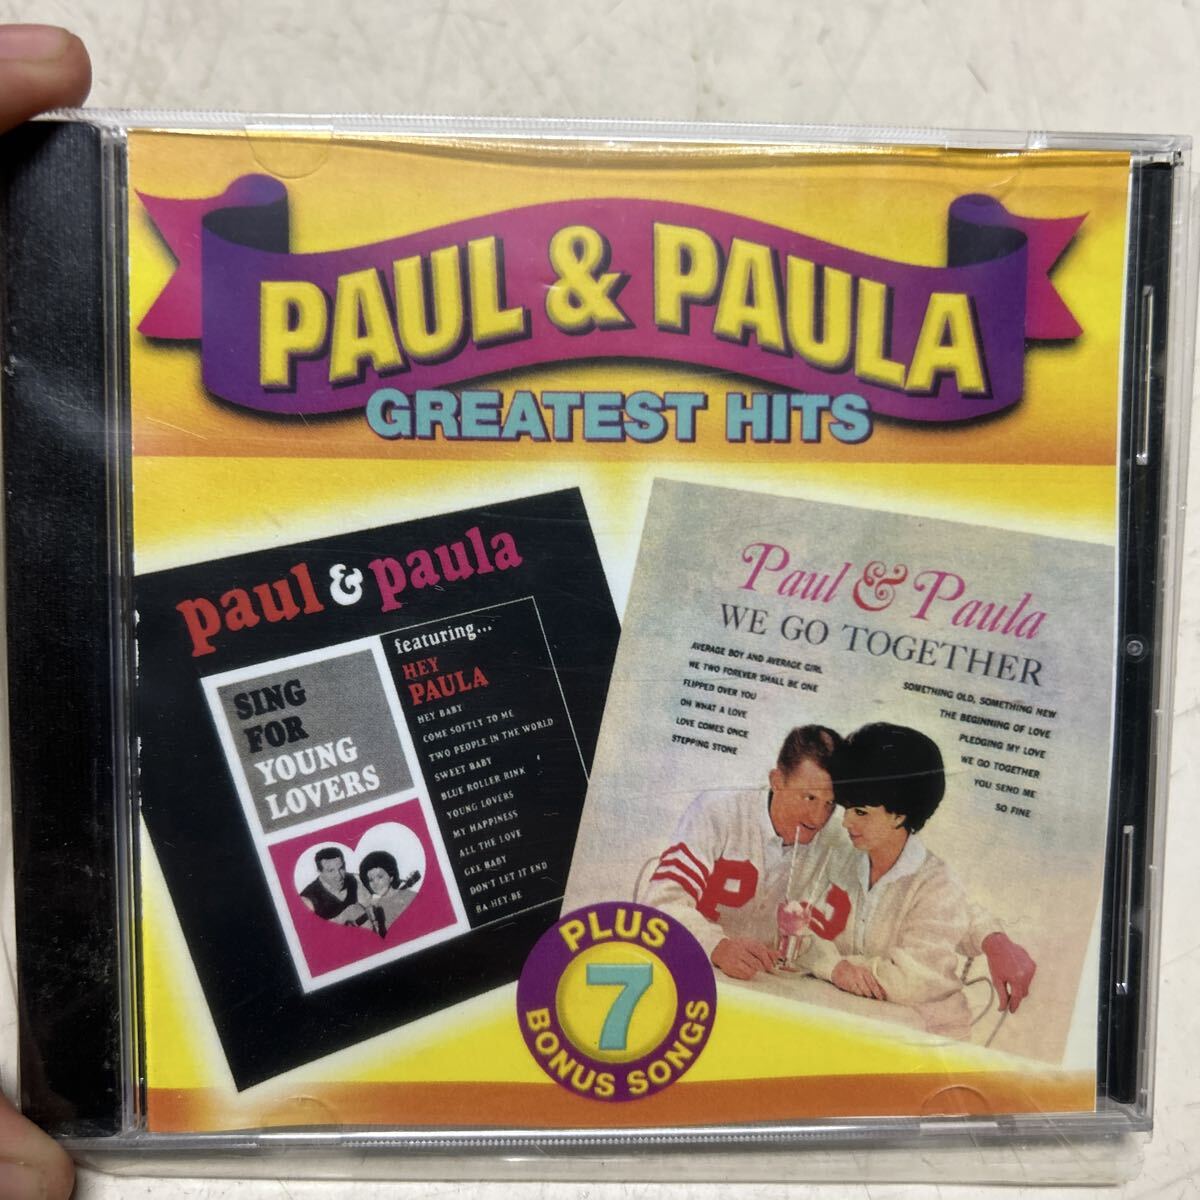 PAUL & PAULA
GREATEST HITS
paul & paula
SING
FOR
YOUNG
LOVERS
featuring...
HEY
PAULA
HEY BABY
COME SOFTLY TO ME
TWO PEOPLE IN THE WORLD
SWEET BABY
BLUE ROLLER RINK
YOUNG LOVERS
MY HAPPINESS
ALL THE LOVE
GEE BABY
DON'T LET IT END
BA-HEY-BE
Paul & Paula
WE GO TOGETHER
AVERAGE BOY AND AVERAGE GIRL
WE TWO FOREVER SHALL BE ONE
FLIPPED OVER YOU
OH WHAT A LOVE
LOVE COMES ONCE
STEPPING STONE
SOMETHING OLD, SOMETHING NEW
THE BEGINNING OF LOVE
PLEDGING MY LOVE
WE GO TOGETHER
YOU SEND ME
SO FINE
P
P
PLUS
7
BONUS SONGS